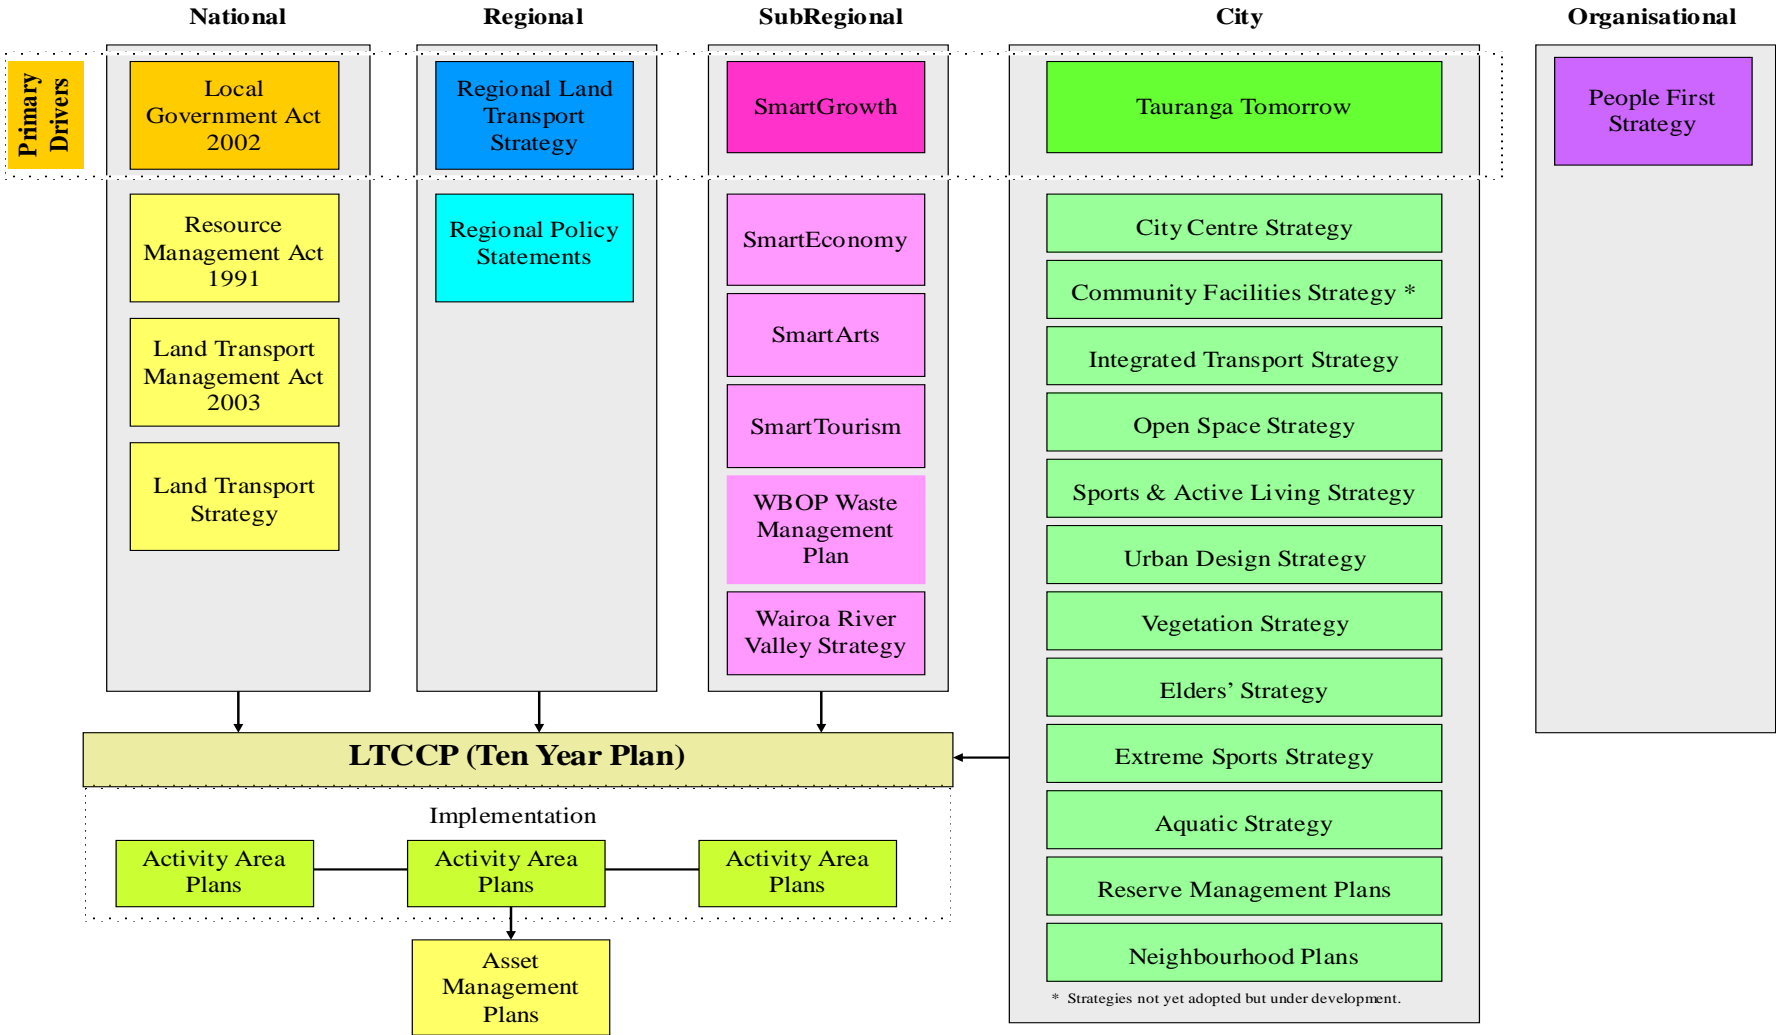 National
Regional
SubRegional
City
Organisational
Primary
Drivers
Local
Government Act
2002
Regional Land
Transport
Strategy
SmartGrowth
Tauranga Tomorrow
People First
Strategy
Resource
Management Act
1991
Land Transport
Management Act
2003
Land Transport
Strategy
Regional Policy
Statements
SmartEconomy
SmartArts
SmartTourism
WBOP Waste
Management
Plan
Wairoa River
Valley Strategy
City Centre Strategy
Community Facilities Strategy *
Integrated Transport Strategy
Open Space Strategy
Sports & Active Living Strategy
Urban Design Strategy
Vegetation Strategy
Elders’ Strategy
Extreme Sports Strategy
Aquatic Strategy
Reserve Management Plans
Neighbourhood Plans
* Strategies not yet adopted but under development.
LTCCP (Ten Year Plan)
Implementation
Activity Area
Plans
Activity Area
Plans
Activity Area
Plans
Asset
Management
Plans